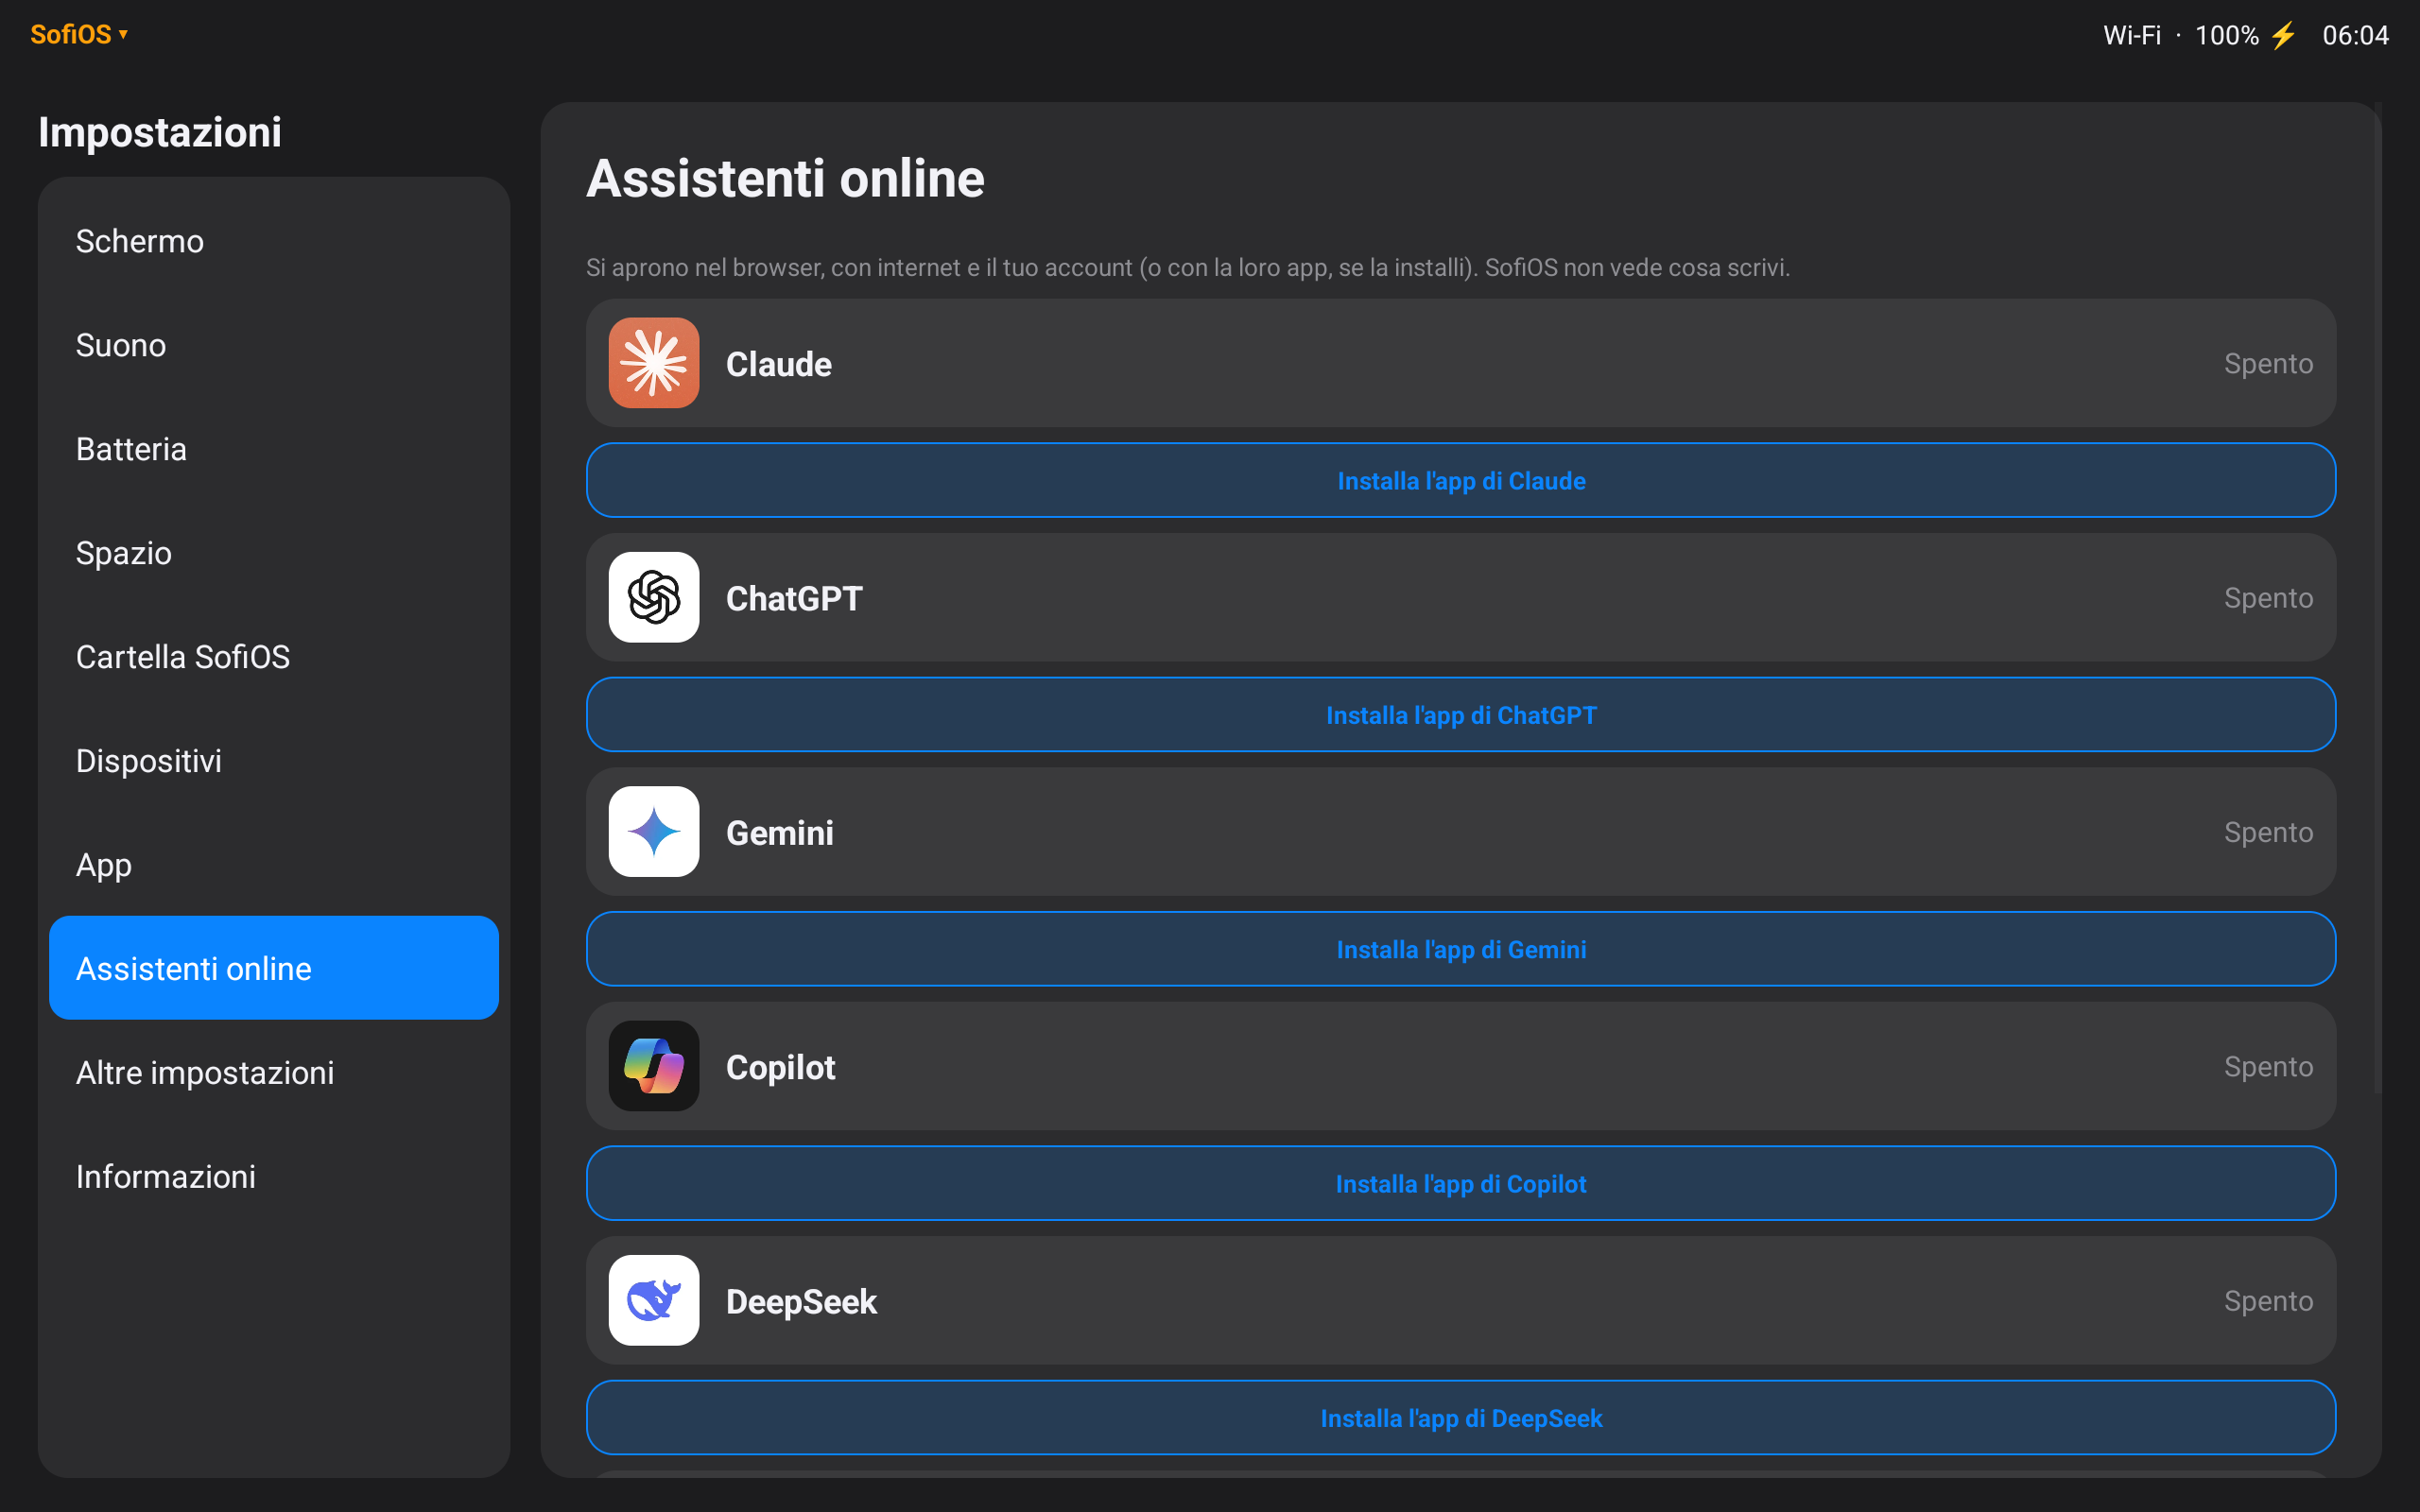 SofiOS ▾
Wi-Fi · 100% ⚡ 06:04
Impostazioni
Schermo
Suono
Batteria
Spazio
Cartella SofiOS
Dispositivi
App
Assistenti online
Altre impostazioni
Informazioni
Assistenti online
Si aprono nel browser, con internet e il tuo account (o con la loro app, se la installi). SofiOS non vede cosa scrivi.
Claude
Spento
Installa l'app di Claude
ChatGPT
Spento
Installa l'app di ChatGPT
Gemini
Spento
Installa l'app di Gemini
Copilot
Spento
Installa l'app di Copilot
DeepSeek
Spento
Installa l'app di DeepSeek